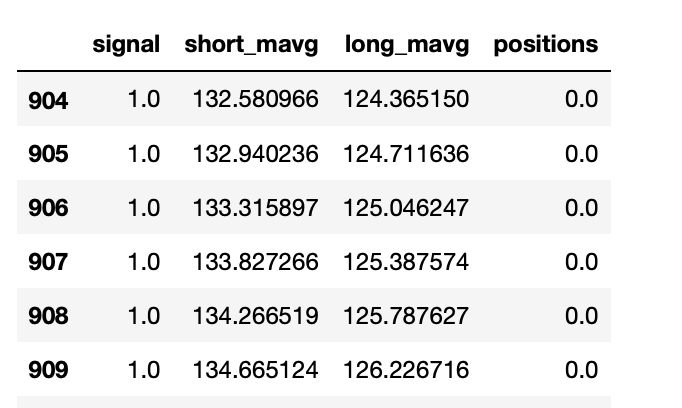 signal short_mavg long_mavg positions
904 1.0 132.580966 124.365150 0.0
905 1.0 132.940236 124.711636 0.0
906 1.0 133.315897 125.046247 0.0
907 1.0 133.827266 125.387574 0.0
908 1.0 134.266519 125.787627 0.0
909 1.0 134.665124 126.226716 0.0